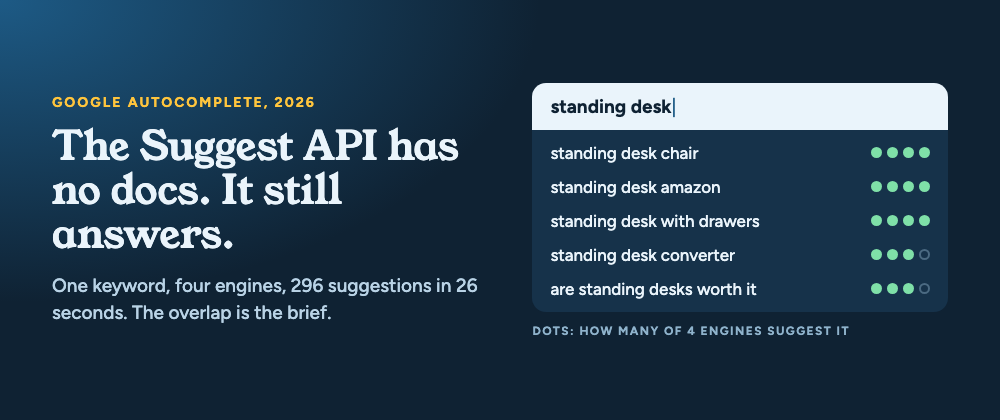 GOOGLE AUTOCOMPLETE, 2026
The Suggest API has
no docs. It still
answers.
One keyword, four engines, 296 suggestions in 26
seconds. The overlap is the brief.
standing desk
standing desk chair
standing desk amazon
standing desk with drawers
standing desk converter
are standing desks worth it
DOTS: HOW MANY OF 4 ENGINES SUGGEST IT